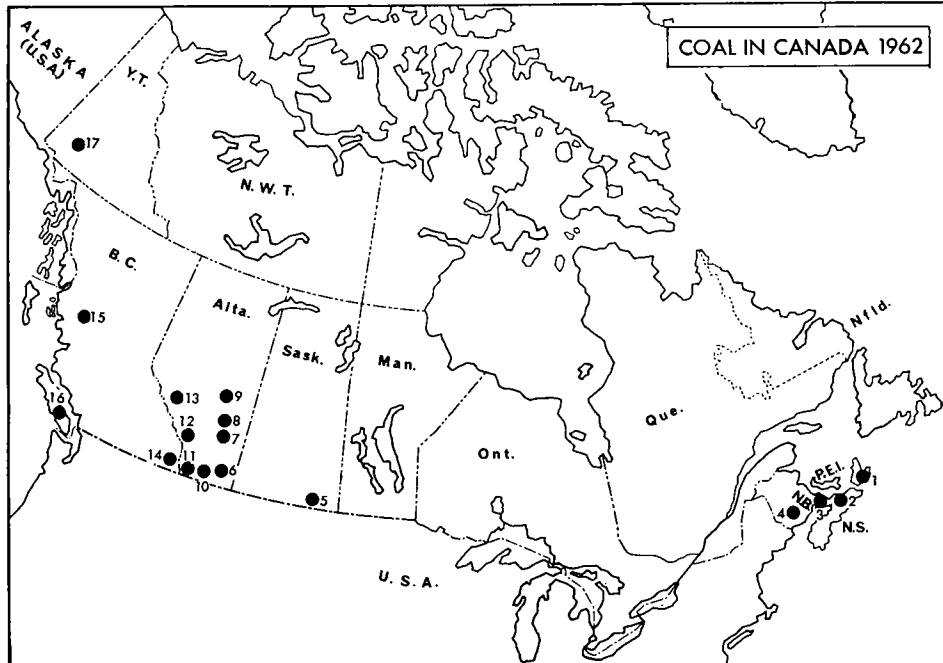 COAL IN CANADA 1962
ALASKA
(U.S.A)
Y.T.
17
N.W.T.
B.C.
Alta.
15
Sask.
Man.
Nfld.
16
13
9
8
12
7
14
11
6
10
5
Ont.
Que.
P.E.I.
1
N.B.
4
3
2
N.S.
U.S.A.